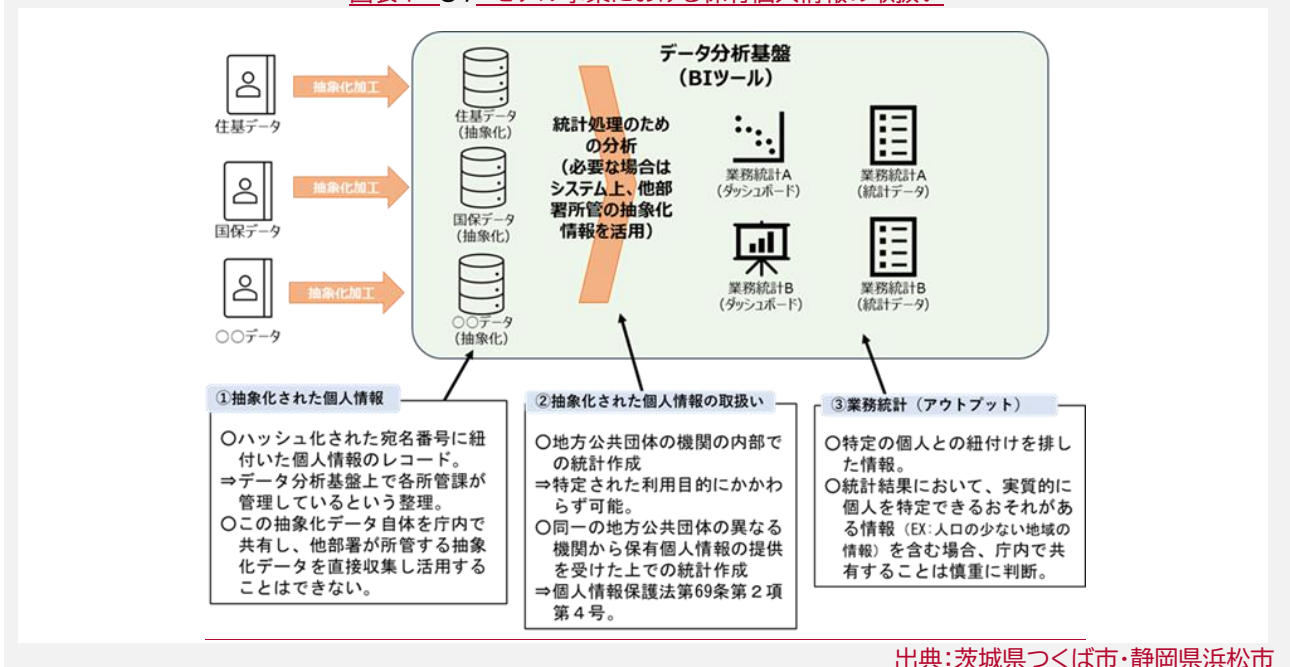 データ分析基盤
(BIツール)
抽象化加工
住基データ
住基データ
(抽象化)
抽象化加工
国保データ
国保データ
(抽象化)
抽象化加工
○○データ
○○データ
(抽象化)
統計処理のため
の分析
(必要な場合は
システム上、他部
署所管の抽象化
情報を活用)
業務統計A
(ダッシュボード)
業務統計A
(統計データ)
業務統計B
(ダッシュボード)
業務統計B
(統計データ)
①抽象化された個人情報
○ハッシュ化された宛名番号に紐
付いた個人情報のレコード。
⇒データ分析基盤上で各所管課が
管理しているという整理。
○この抽象化データ自体を庁内で
共有し、他部署が所管する抽象
化データを直接収集し活用する
ことはできない。
②抽象化された個人情報の取扱い
○地方公共団体の機関の内部で
の統計作成
⇒特定された利用目的にかかわ
らず可能。
○同一の地方公共団体の異なる
機関から保有個人情報の提供
を受けた上での統計作成
⇒個人情報保護法第69条第2項
第4号。
③業務統計(アウトプット)
○特定の個人との紐付けを排し
た情報。
○統計結果において、実質的に
個人を特定できるおそれがあ
る情報(EX:人口の少ない地域の
情報)を含む場合、庁内で共
有することは慎重に判断。
出典:茨城県つくば市・静岡県浜松市